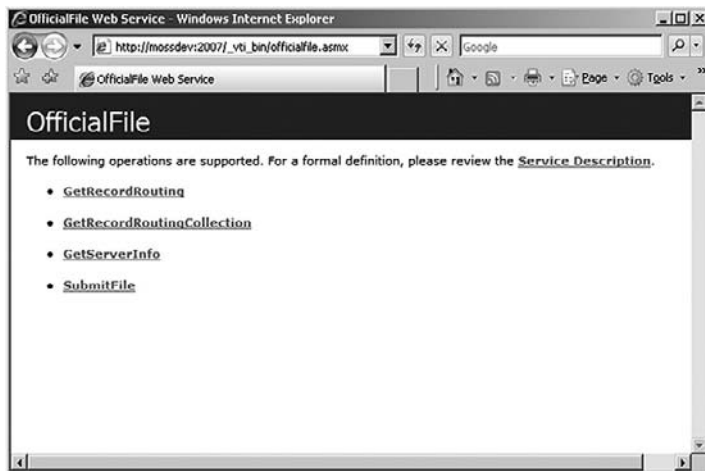 OfficialFile Web Service - Windows Internet Explorer
http://mossdev:2007/_vti_bin/officialfile.asmx
Google
OfficialFile Web Service
Page
Tools
OfficialFile
The following operations are supported. For a formal definition, please review the Service Description.
• GetRecordRouting
• GetRecordRoutingCollection
• GetServerInfo
• SubmitFile